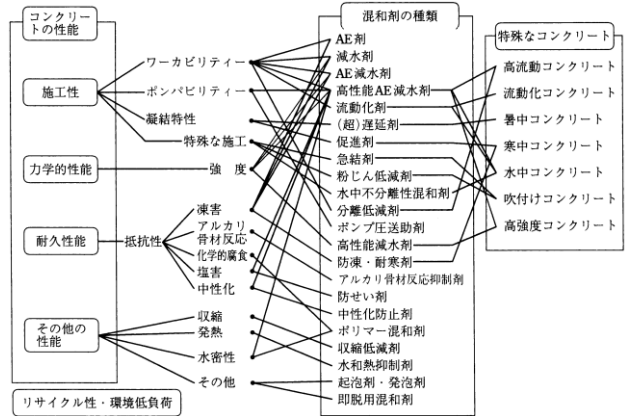 コンクリー
トの性能
施工性
力学的性能
耐久性能
その他の
性能
リサイクル性・環境低負荷
ワーカビリティー
ポンパビリティー
凝結特性
特殊な施工
強度
抵抗性
凍害
アルカリ
骨材反応
化学的腐食
塩害
中性化
収縮
発熱
水密性
その他
混和剤の種類
AE剤
減水剤
AE減水剤
高性能AE減水剤
流動化剤
(超)遅延剤
促進剤
急結剤
粉じん低減剤
水中不分離性混和剤
分離低減剤
ポンプ圧送助剤
高性能減水剤
防凍・耐寒剤
アルカリ骨材反応抑制剤
防せい剤
中性化防止剤
ポリマー混和剤
収縮低減剤
水和熱抑制剤
起泡剤・発泡剤
即脱用混和剤
特殊なコンクリート
高流動コンクリート
流動化コンクリート
暑中コンクリート
寒中コンクリート
水中コンクリート
吹付けコンクリート
高強度コンクリート